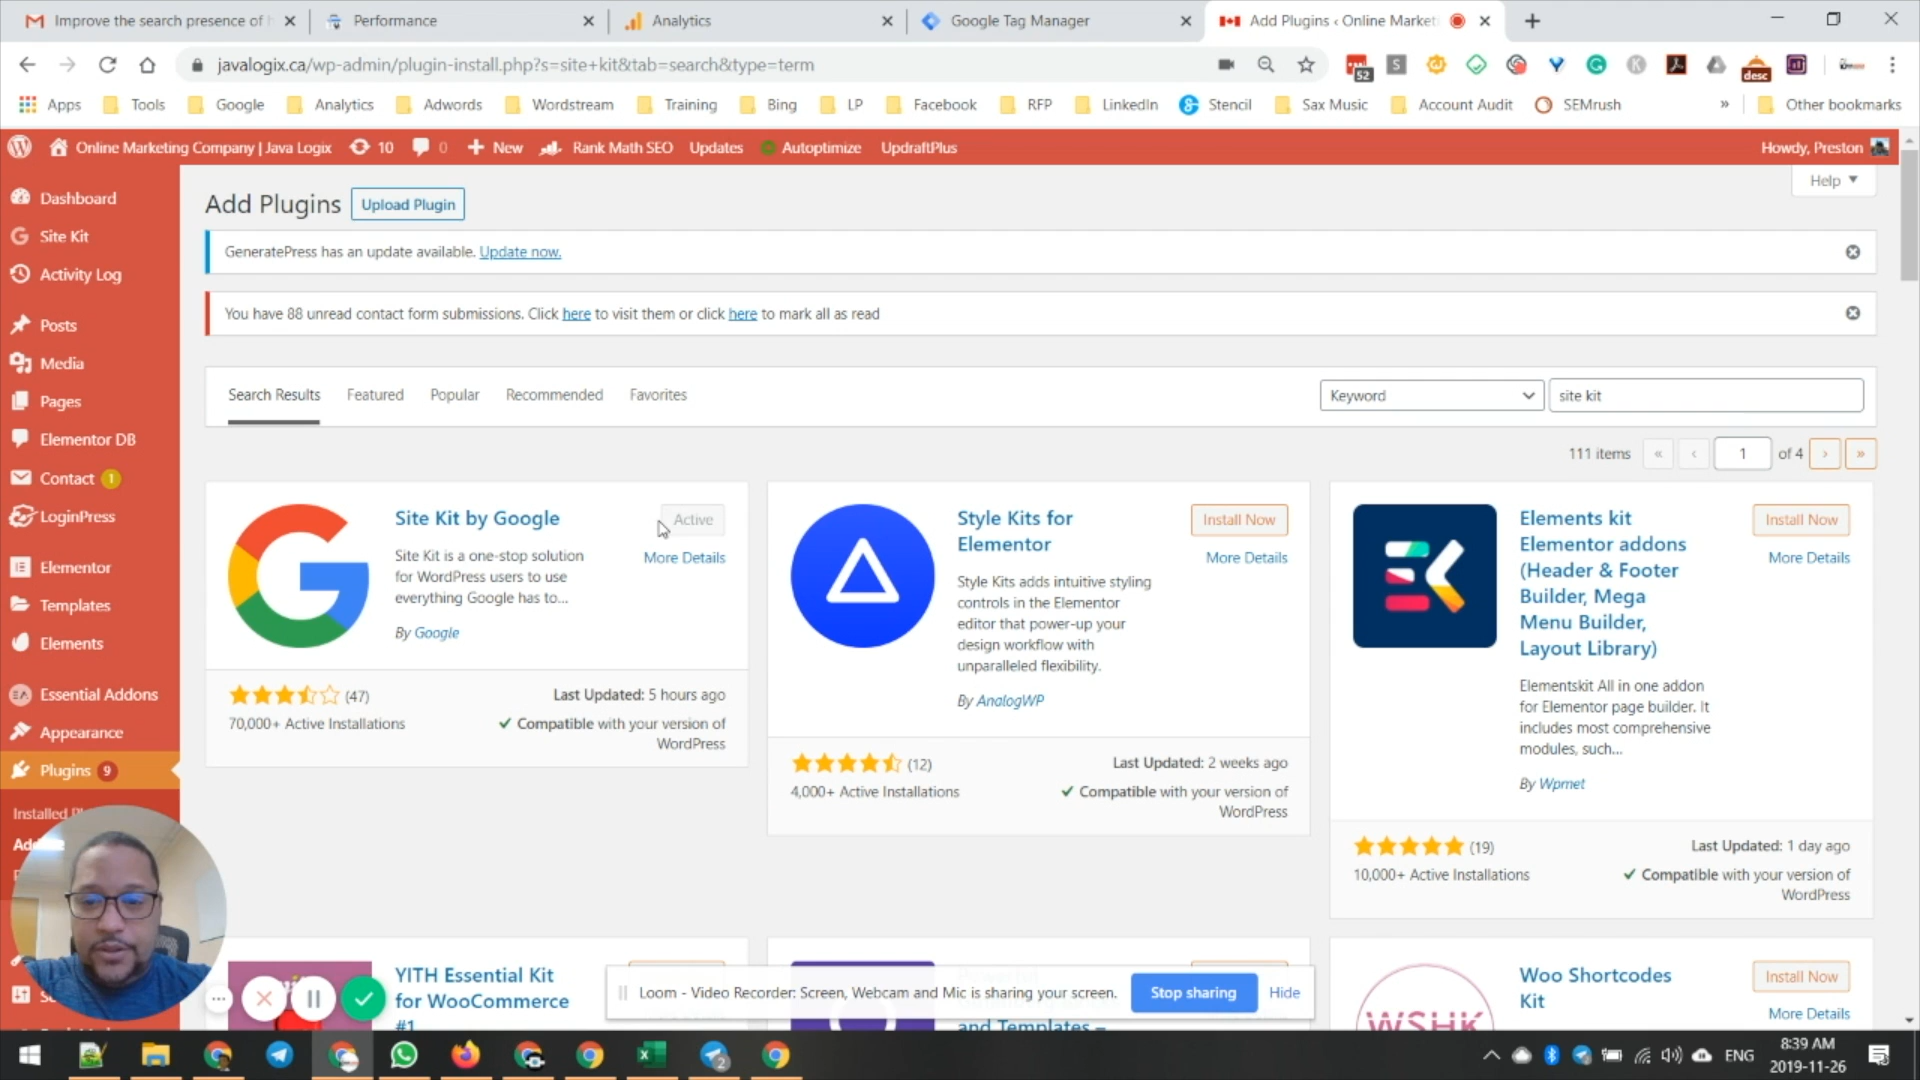 Improve the search presence of
Performance
Analytics
Google Tag Manager
Add Plugins ‹ Online Market
javalogix.ca/wp-admin/plugin-install.php?s=site+kit&tab=search&type=term
52
desc
Apps
Tools
Google
Analytics
Adwords
Wordstream
Training
Bing
LP
Facebook
RFP
LinkedIn
Stencil
Sax Music
Account Audit
SEMrush
»
Other bookmarks
Online Marketing Company | Java Logix
10
0
New
Rank Math SEO
Updates
Autoptimize
UpdraftPlus
Howdy, Preston
Dashboard
Site Kit
Activity Log
Posts
Media
Pages
Elementor DB
Contact 1
LoginPress
Elementor
Templates
Elements
Essential Addons
Appearance
Plugins 9
Installed
Help
Add Plugins
Upload Plugin
GeneratePress has an update available. Update now.
You have 88 unread contact form submissions. Click here to visit them or click here to mark all as read
Search Results
Featured
Popular
Recommended
Favorites
Keyword
site kit
111 items
«
‹
1
of 4
›
»
Site Kit by Google
Active
More Details
Site Kit is a one-stop solution
for WordPress users to use
everything Google has to...
By Google
(47)
70,000+ Active Installations
Last Updated: 5 hours ago
Compatible with your version of
WordPress
Style Kits for
Elementor
Install Now
More Details
Style Kits adds intuitive styling
controls in the Elementor
editor that power-up your
design workflow with
unparalleled flexibility.
By AnalogWP
(12)
4,000+ Active Installations
Last Updated: 2 weeks ago
Compatible with your version of
WordPress
Elements kit
Elementor addons
(Header & Footer
Builder, Mega
Menu Builder,
Layout Library)
Install Now
More Details
Elementskit All in one addon
for Elementor page builder. It
includes most comprehensive
modules, such...
By Wpmet
(19)
10,000+ Active Installations
Last Updated: 1 day ago
Compatible with your version of
WordPress
YITH Essential Kit
for WooCommerce
#1
and Templates –
Woo Shortcodes
Kit
WSHK
Install Now
More Details
Loom - Video Recorder: Screen, Webcam and Mic is sharing your screen.
Stop sharing
Hide
2
ENG
8:39 AM
2019-11-26